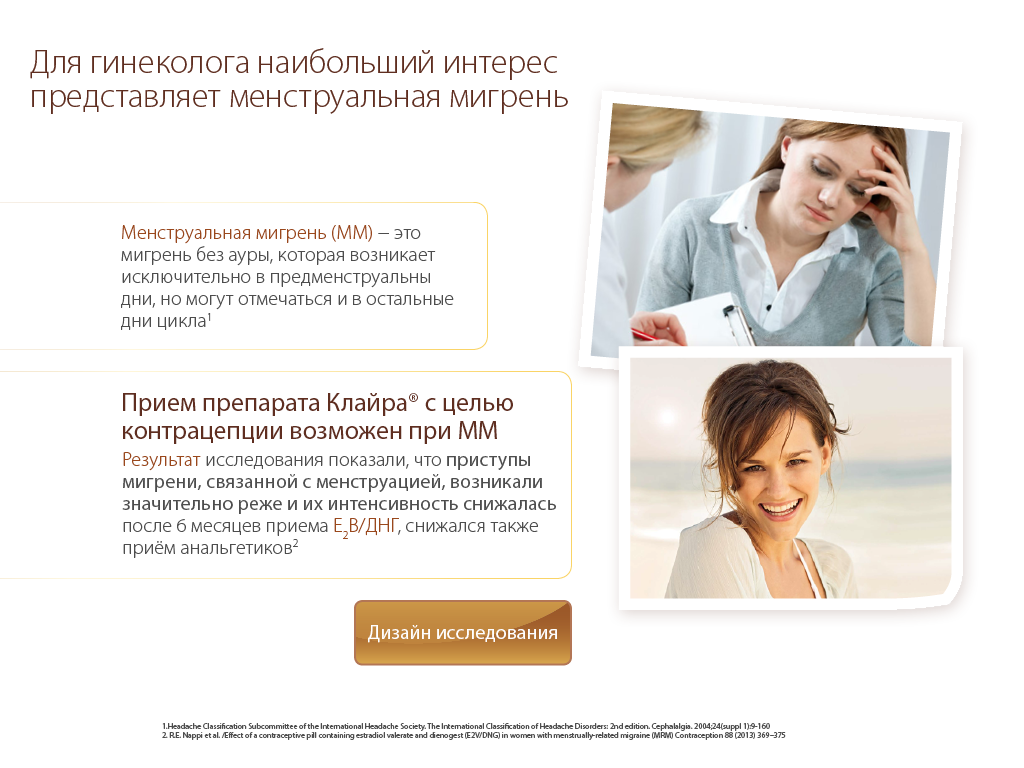 Для гинеколога наибольший интерес
представляет менструальная мигрень
Менструальная мигрень (ММ) – это
мигрень без ауры, которая возникает
исключительно в предменструальны
дни, но могут отмечаться и в остальные
дни цикла¹
Прием препарата Клайра® с целью
контрацепции возможен при ММ
Результат исследования показали, что приступы
мигрени, связанной с менструацией, возникали
значительно реже и их интенсивность снижалась
после 6 месяцев приема E₂B/ДНГ, снижался также
приём анальгетиков²
Дизайн исследования
1.Headache Classification Subcommittee of the International Headache Society. The International Classification of Headache Disorders: 2nd edition. Cephalalgia. 2004;24(suppl 1):9-160
2. R.E. Nappi et al. /Effect of a contraceptive pill containing estradiol valerate and dienogest (E2V/DNG) in women with menstrually-related migraine (MRM) Contraception 88 (2013) 369–375